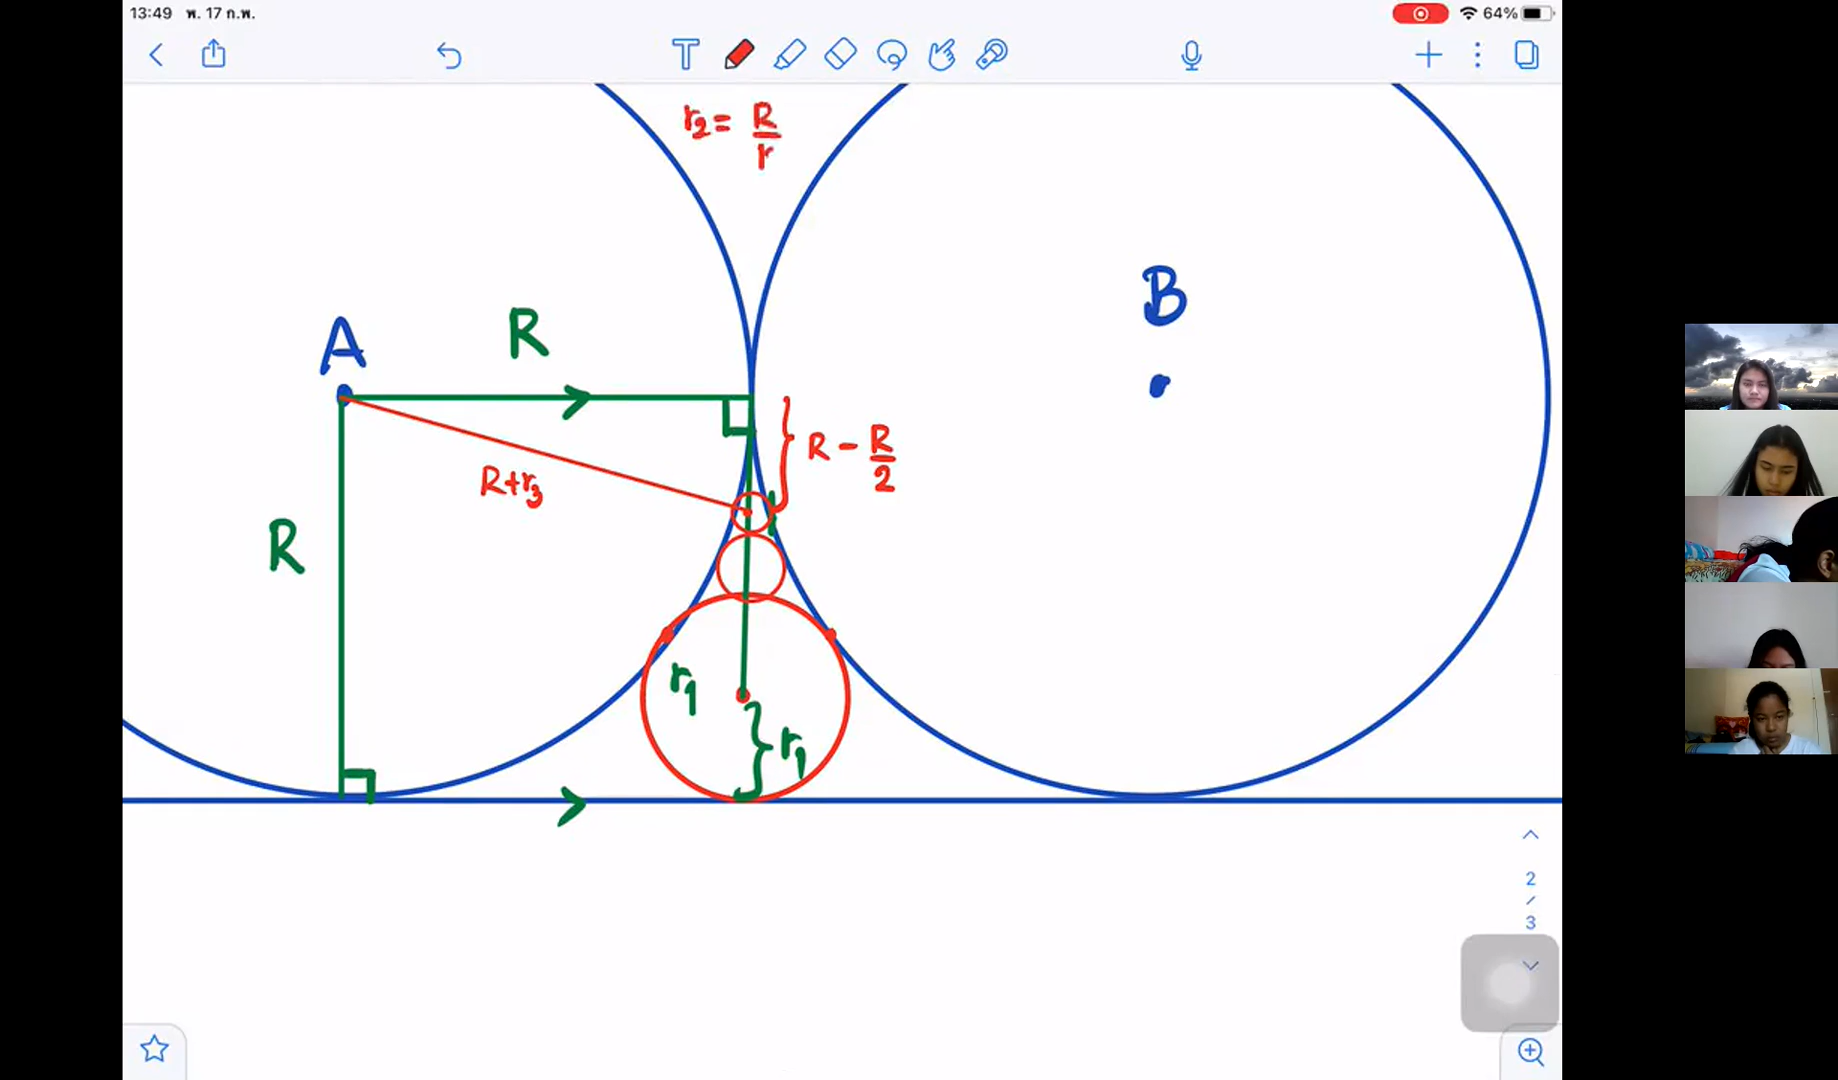 13:49 พ. 17 ก.พ.
64%
T
r2 = R/r
B
A
R
R - R/2
R+r3
R
r1
r1
2
/
3